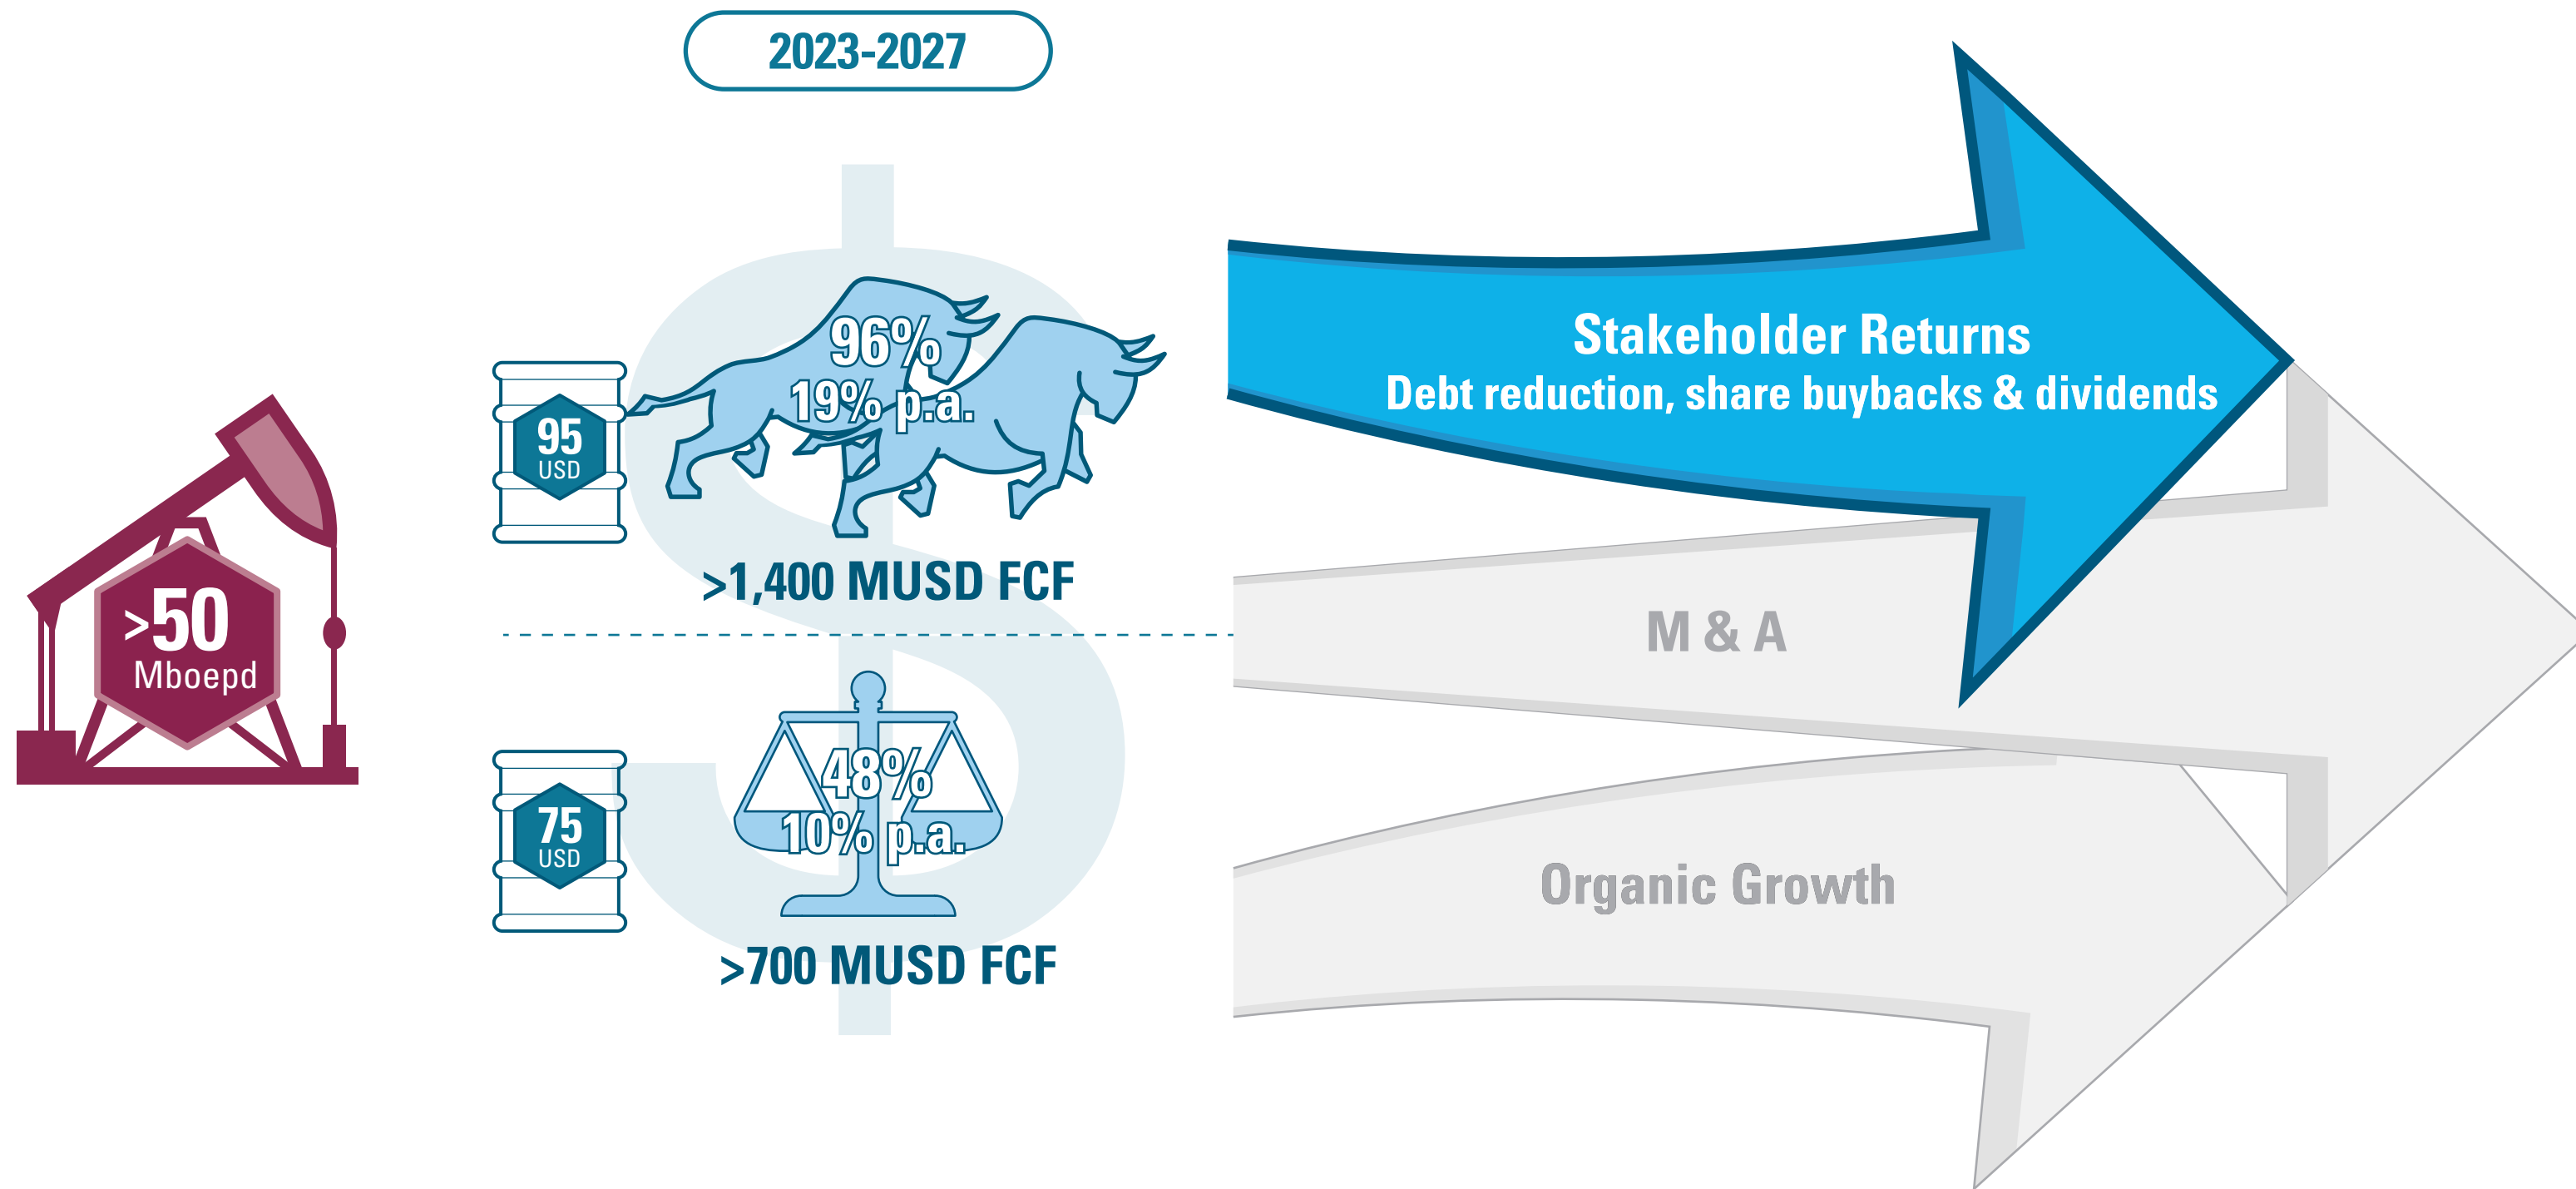 2023-2027
>50
Mboepd
95
USD
96%
19% p.a.
>1,400 MUSD FCF
75
USD
48%
10% p.a.
>700 MUSD FCF
Stakeholder Returns
Debt reduction, share buybacks & dividends
M & A
Organic Growth